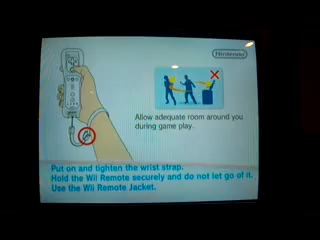 Nintendo
Allow adequate room around you
during game play.
Put on and tighten the wrist strap.
Hold the Wii Remote securely and do not let go of it.
Use the Wii Remote Jacket.